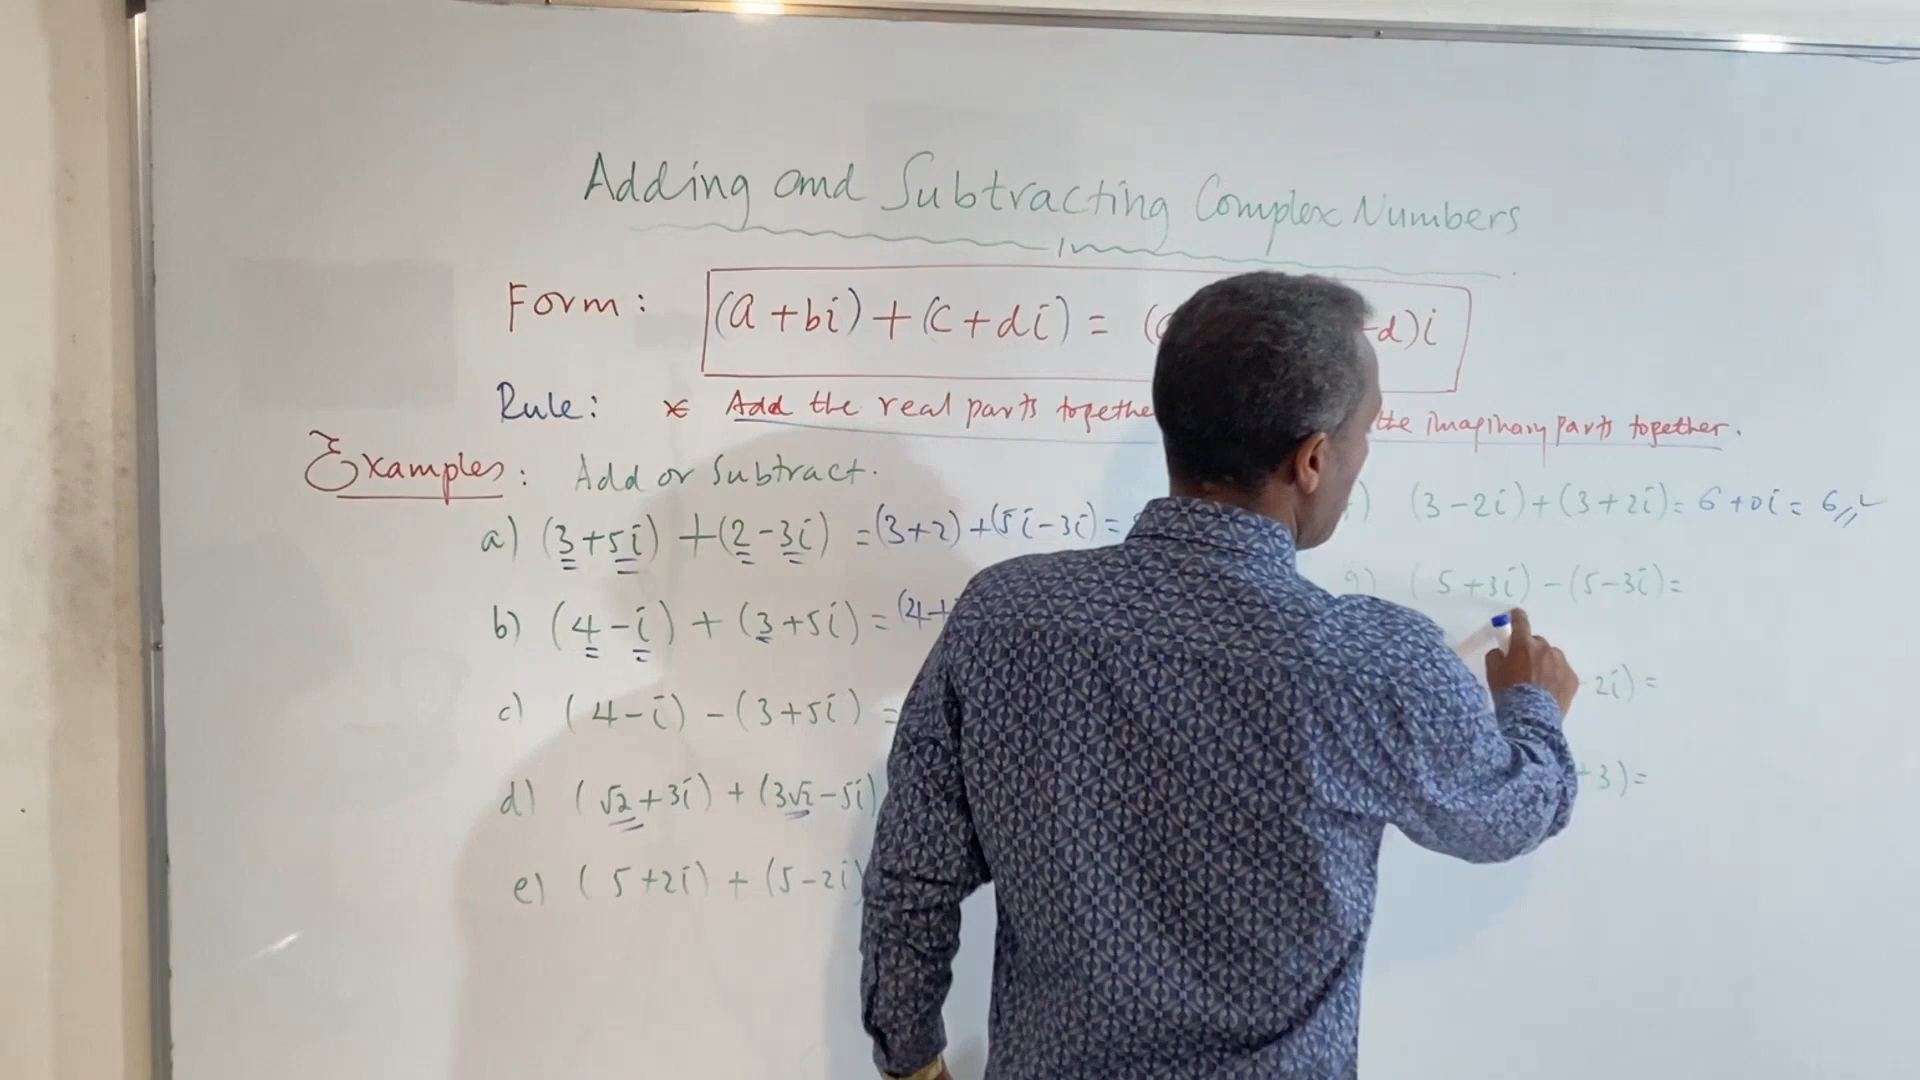 Adding and Subtracting Complex Numbers
Form: (a + bi) + (c + di) = ( d)i
Rule: * Add the real parts together the imaginary parts together.
Examples: Add or Subtract.
a) (3+5i) + (2-3i) = (3+2) + (5i-3i) =
b) (4-i) + (3+5i) = (4+
c) (4-i) - (3+5i) =
d) (√2+3i) + (3√2-5i)
e) (5+2i) + (5-2i)
) (3-2i) + (3+2i) = 6+0i = 6
g) (5+3i) - (5-3i) =
2i) =
+3) =